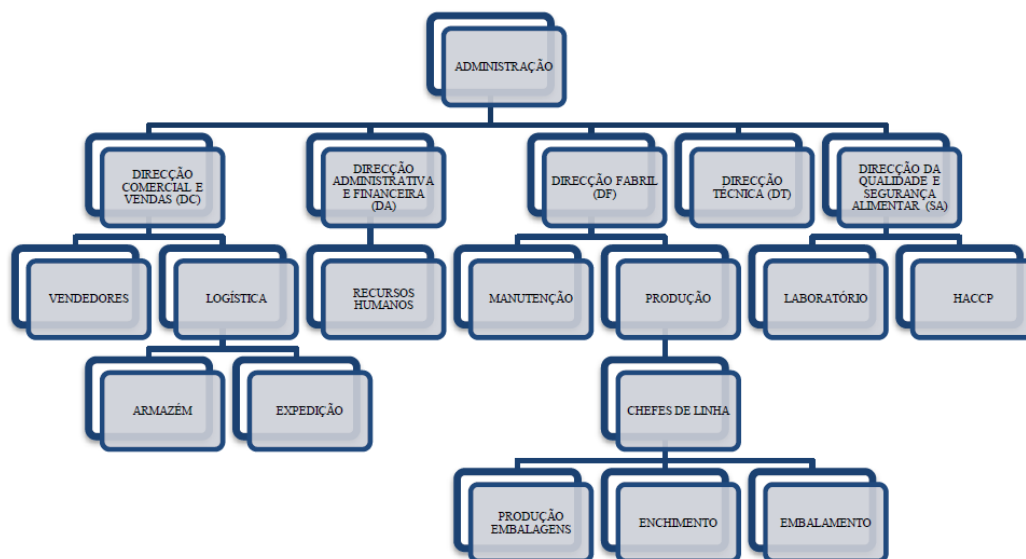 ADMINISTRAÇÃO
DIRECÇÃO
COMERCIAL E
VENDAS (DC)
DIRECÇÃO
ADMINISTRATIVA
E FINANCEIRA
(DA)
DIRECÇÃO FABRIL
(DF)
DIRECÇÃO
TÉCNICA (DT)
DIRECÇÃO DA
QUALIDADE E
SEGURANÇA
ALIMENTAR (SA)
VENDEDORES
LOGÍSTICA
RECURSOS
HUMANOS
MANUTENÇÃO
PRODUÇÃO
LABORATÓRIO
HACCP
ARMAZÉM
EXPEDIÇÃO
CHEFES DE LINHA
PRODUÇÃO
EMBALAGENS
ENCHIMENTO
EMBALAMENTO